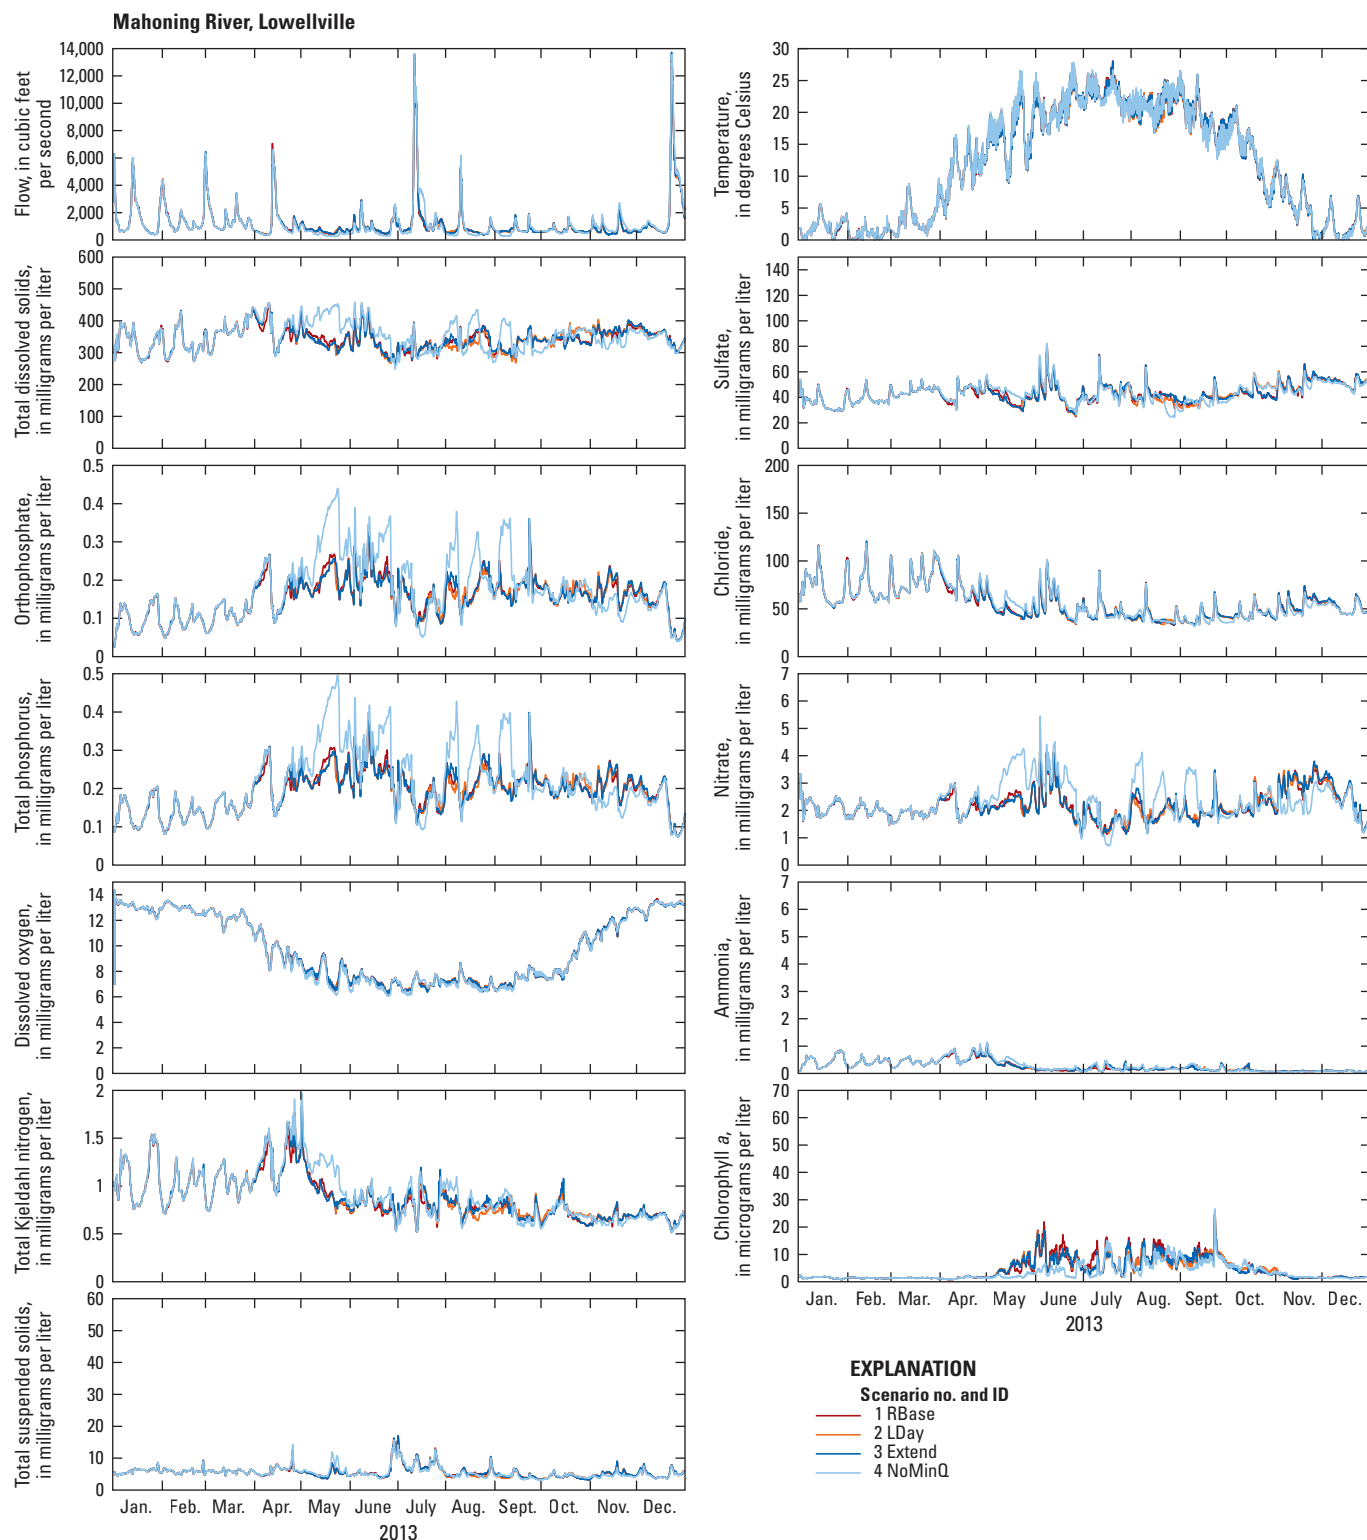 Mahoning River, Lowellville
Flow, in cubic feet
per second
14,000
12,000
10,000
8,000
6,000
4,000
2,000
0
Total dissolved solids,
in milligrams per liter
600
500
400
300
200
100
0
Orthophosphate,
in milligrams per liter
0.5
0.4
0.3
0.2
0.1
0
Total phosphorus,
in milligrams per liter
0.5
0.4
0.3
0.2
0.1
0
Dissolved oxygen,
in milligrams per liter
14
12
10
8
6
4
2
0
Total Kjeldahl nitrogen,
in milligrams per liter
2
1.5
1
0.5
0
Total suspended solids,
in milligrams per liter
60
50
40
30
20
10
0
Jan. Feb. Mar. Apr. May June July Aug. Sept. Oct. Nov. Dec.
2013
Temperature,
in degrees Celsius
30
25
20
15
10
5
0
Sulfate,
in milligrams per liter
140
120
100
80
60
40
20
0
Chloride,
in milligrams per liter
200
150
100
50
0
Nitrate,
in milligrams per liter
7
6
5
4
3
2
1
0
Ammonia,
in milligrams per liter
7
6
5
4
3
2
1
0
Chlorophyll a,
in micrograms per liter
70
60
50
40
30
20
10
0
Jan. Feb. Mar. Apr. May June July Aug. Sept. Oct. Nov. Dec.
2013
EXPLANATION
Scenario no. and ID
1 RBase
2 LDay
3 Extend
4 NoMinQ